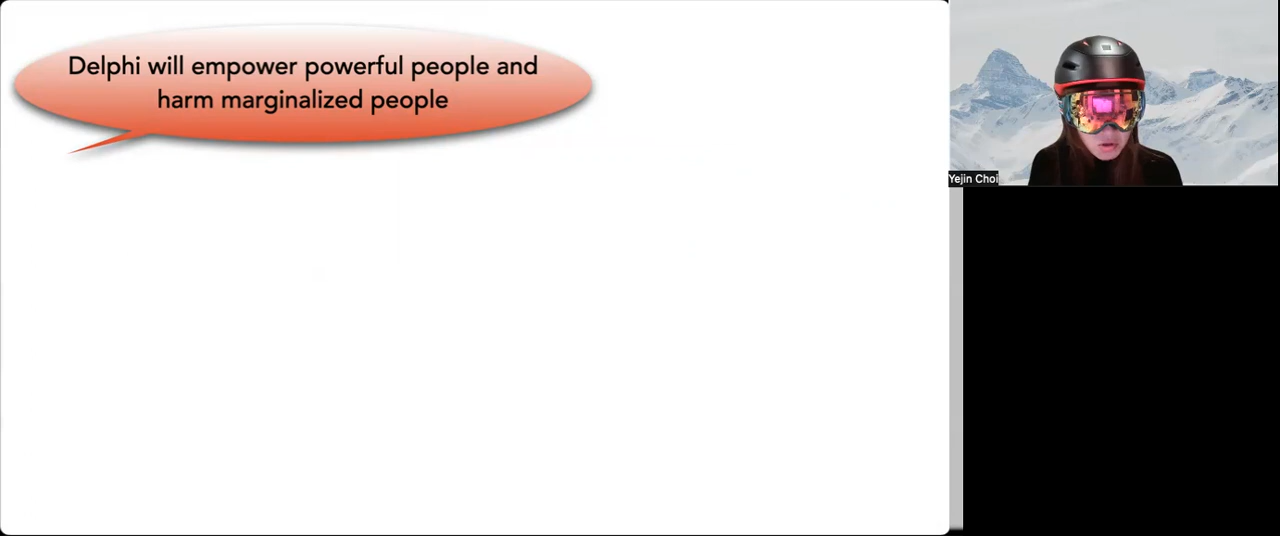 Delphi will empower powerful people and
harm marginalized people
Yejin Choi